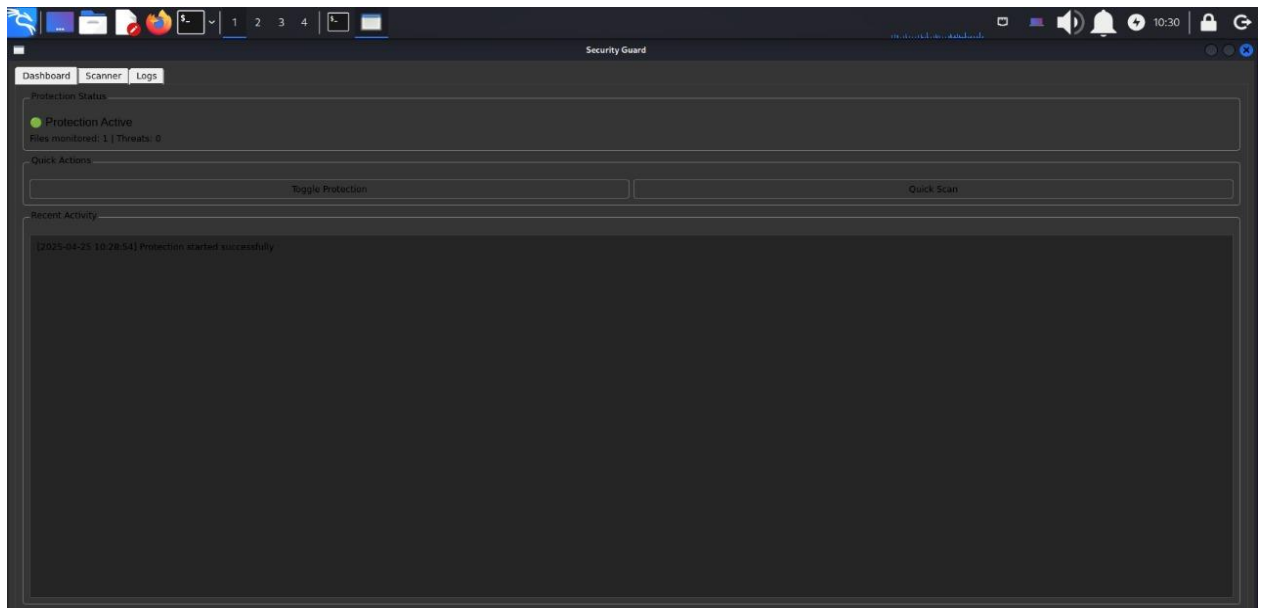 1 2 3 4 10:30
Security Guard
Dashboard Scanner Logs
Protection Status
Protection Active
Files monitored: 1 | Threats: 0
Quick Actions
Toggle Protection Quick Scan
Recent Activity
[2025-04-25 10:28:54] Protection started successfully